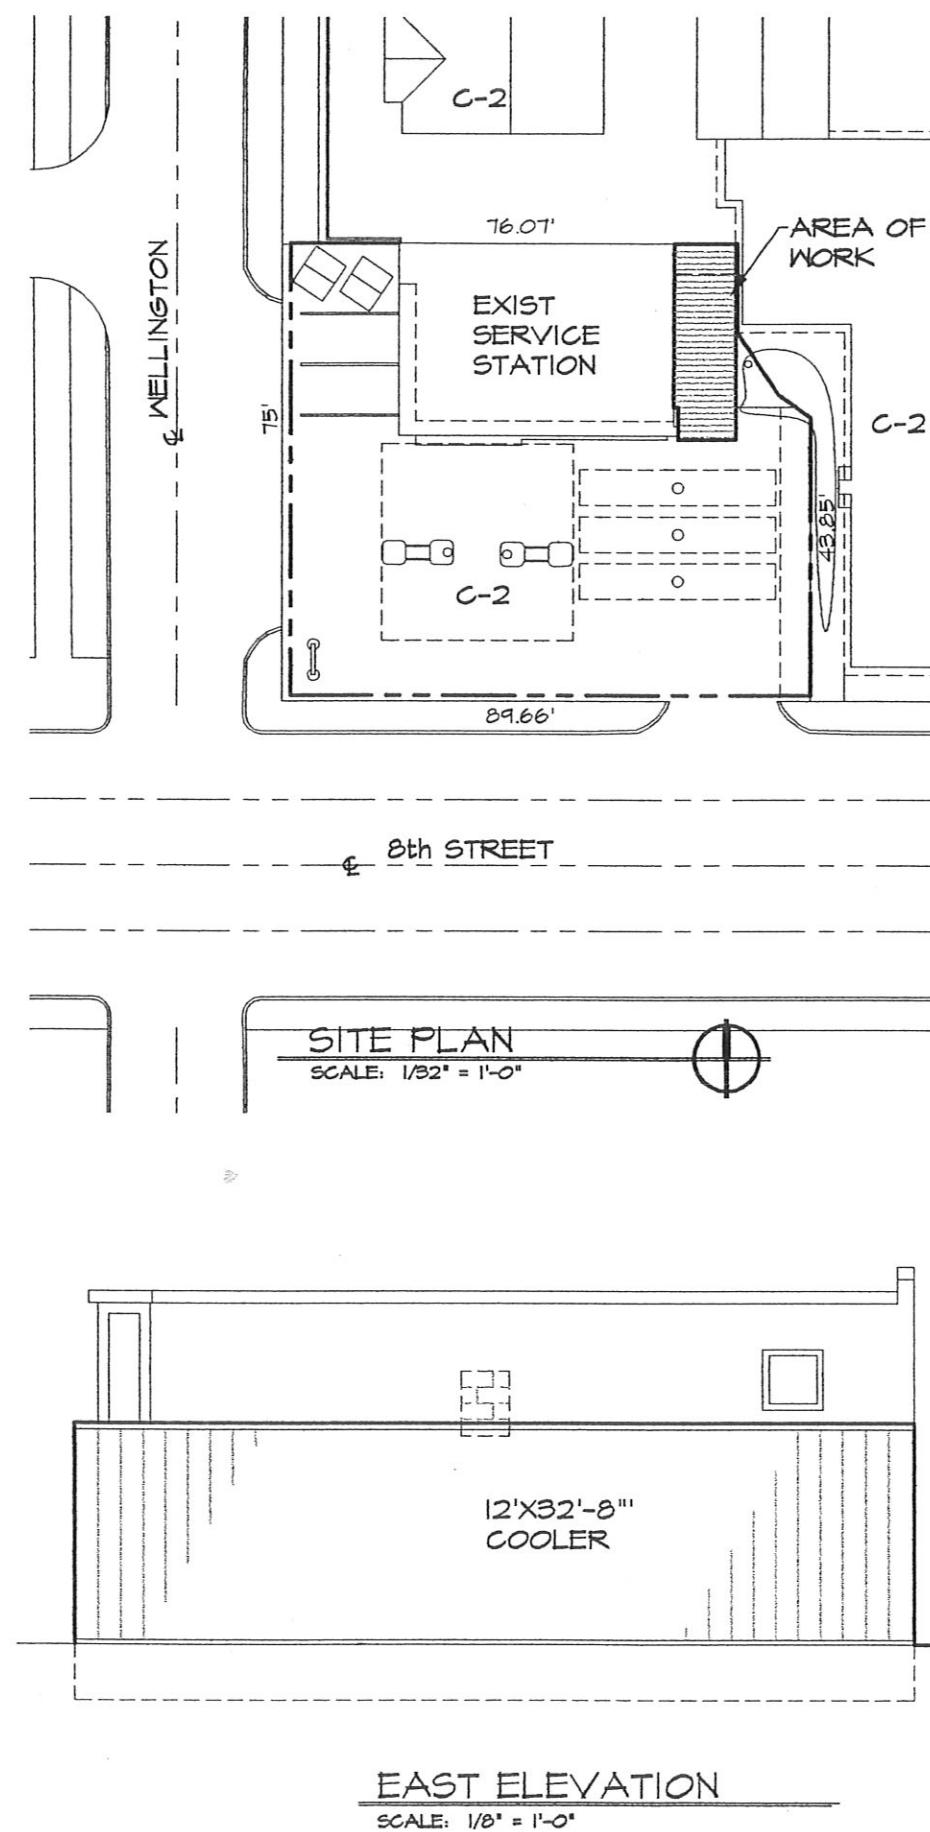 C-2
76.07'
AREA OF
WORK
WELLINGTON
EXIST
SERVICE
STATION
75'
C-2
43.85'
C-2
89.66'
8th STREET
SITE PLAN
SCALE: 1/32" = 1'-0"
12'X32'-8"'
COOLER
EAST ELEVATION
SCALE: 1/8" = 1'-0"